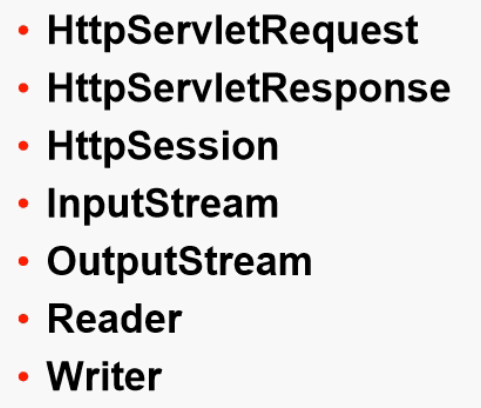 • HttpServletRequest
• HttpServletResponse
• HttpSession
• InputStream
• OutputStream
• Reader
• Writer